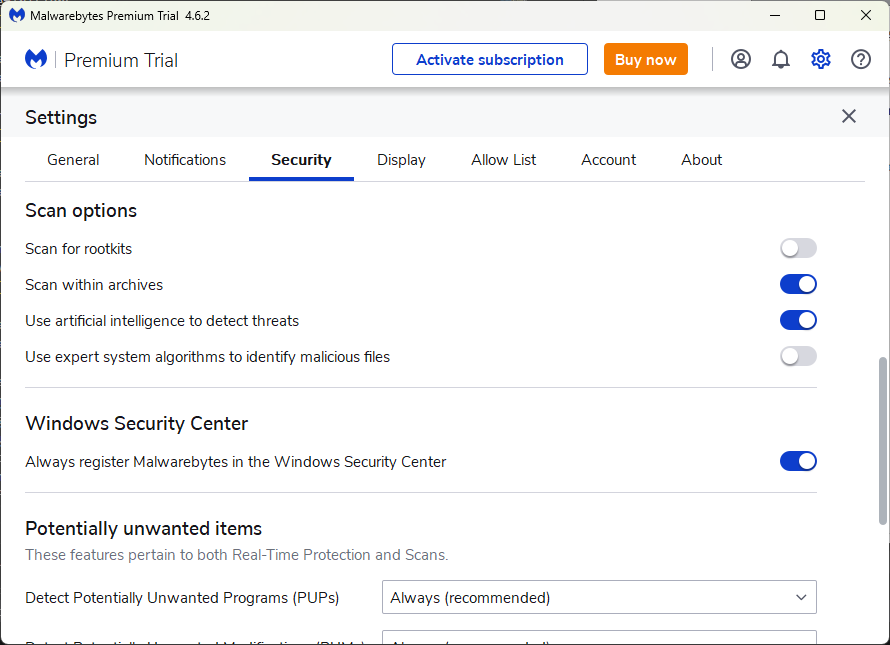 Malwarebytes Premium Trial 4.6.2
Premium Trial
Activate subscription
Buy now
Settings
General
Notifications
Security
Display
Allow List
Account
About
Scan options
Scan for rootkits
Scan within archives
Use artificial intelligence to detect threats
Use expert system algorithms to identify malicious files
Windows Security Center
Always register Malwarebytes in the Windows Security Center
Potentially unwanted items
These features pertain to both Real-Time Protection and Scans.
Detect Potentially Unwanted Programs (PUPs)
Always (recommended)